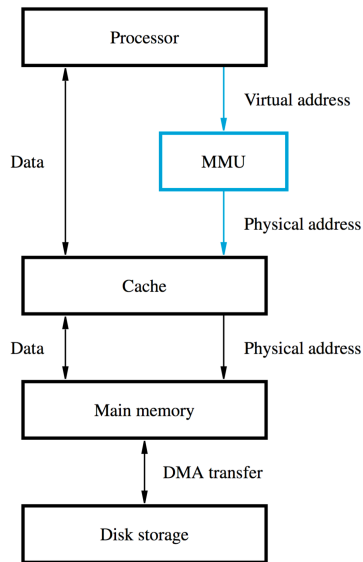 Processor
Virtual address
Data
MMU
Physical address
Cache
Data
Physical address
Main memory
DMA transfer
Disk storage